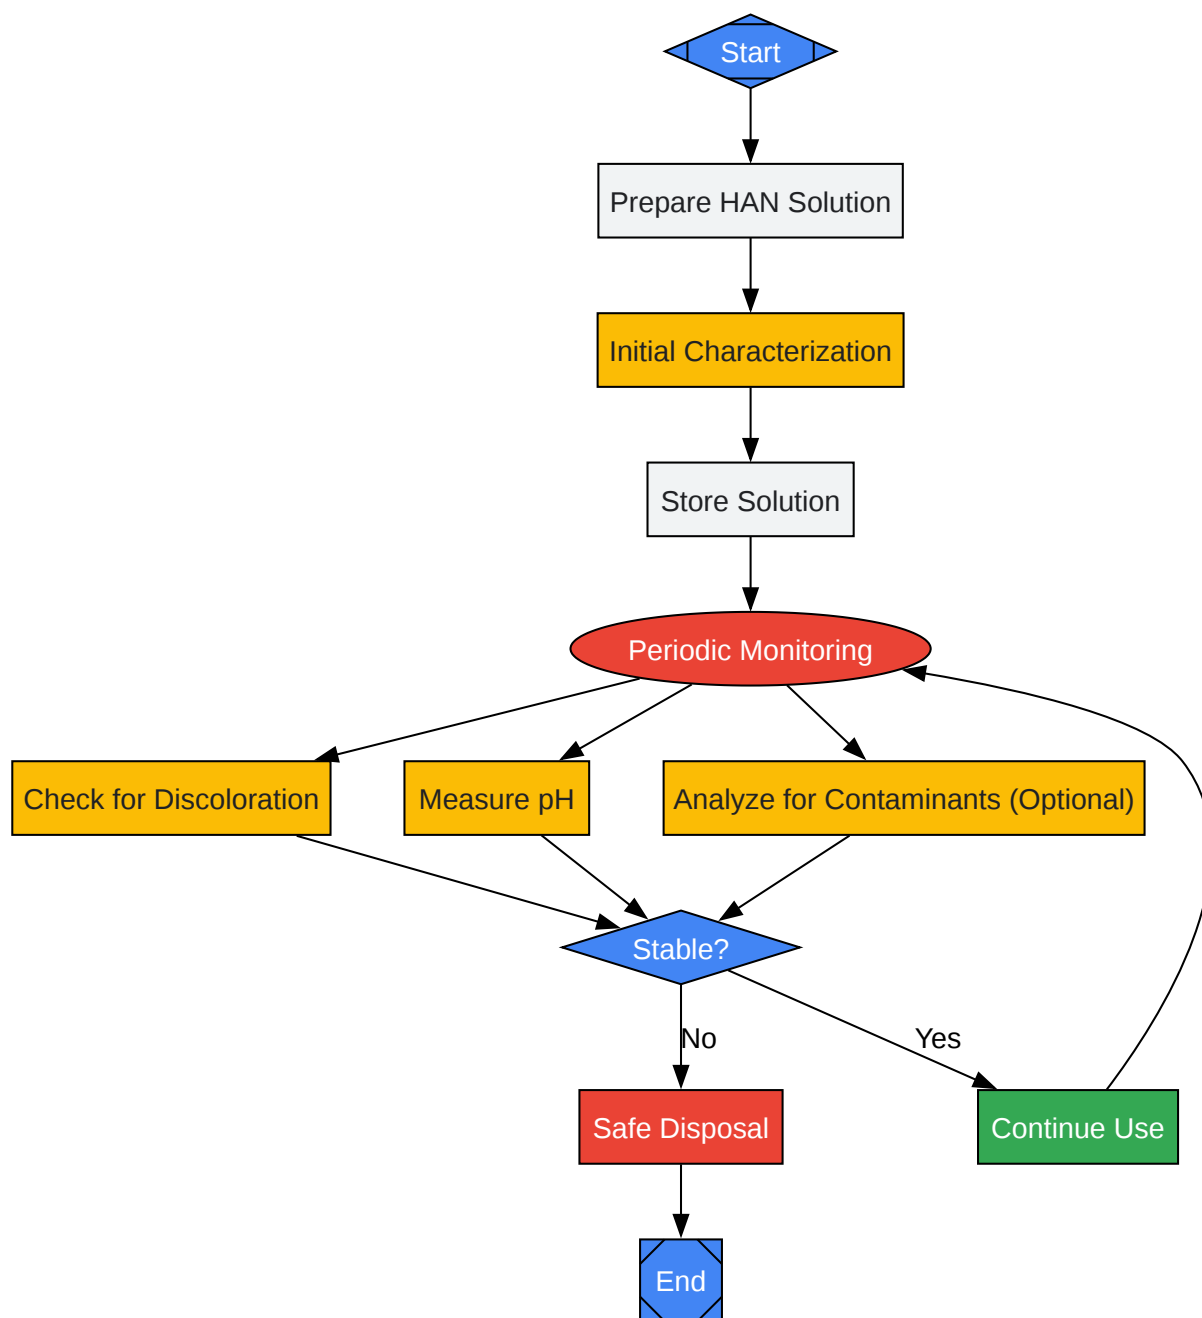 Start
Prepare HAN Solution
Initial Characterization
Store Solution
Periodic Monitoring
Check for Discoloration
Measure pH
Analyze for Contaminants (Optional)
Stable?
No
Yes
Safe Disposal
Continue Use
End